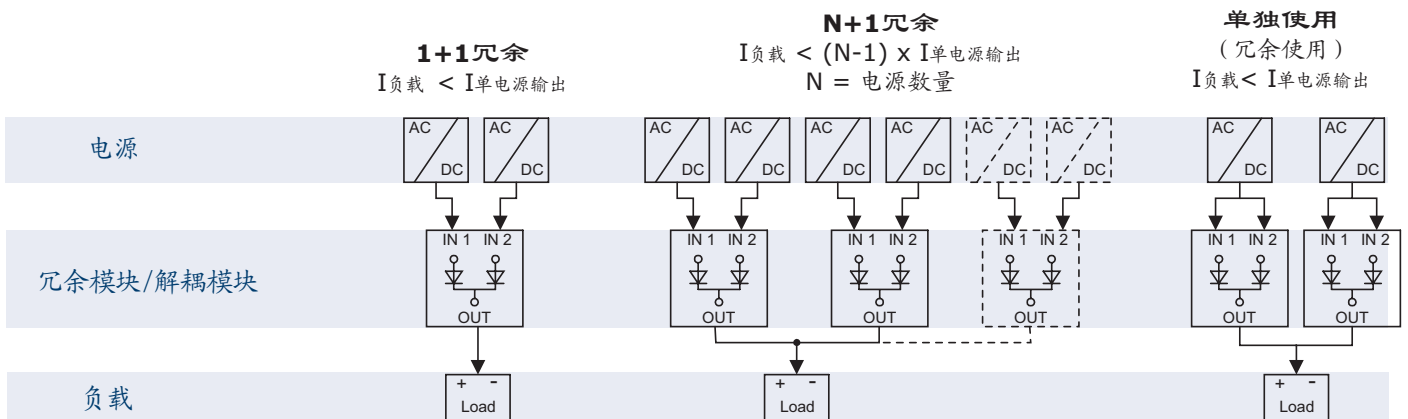 1+1冗余
I负载 < I单电源输出
N+1冗余
I负载 < (N-1) x I单电源输出
N = 电源数量
单独使用
（冗余使用）
I负载< I单电源输出
电源
AC DC AC DC AC DC AC DC AC DC AC DC AC DC AC DC AC DC AC DC
冗余模块/解耦模块
IN 1 IN 2 IN 1 IN 2 IN 1 IN 2 IN 1 IN 2 IN 1 IN 2 IN 1 IN 2
OUT OUT OUT OUT OUT OUT
负载
+ - + - + -
Load Load Load